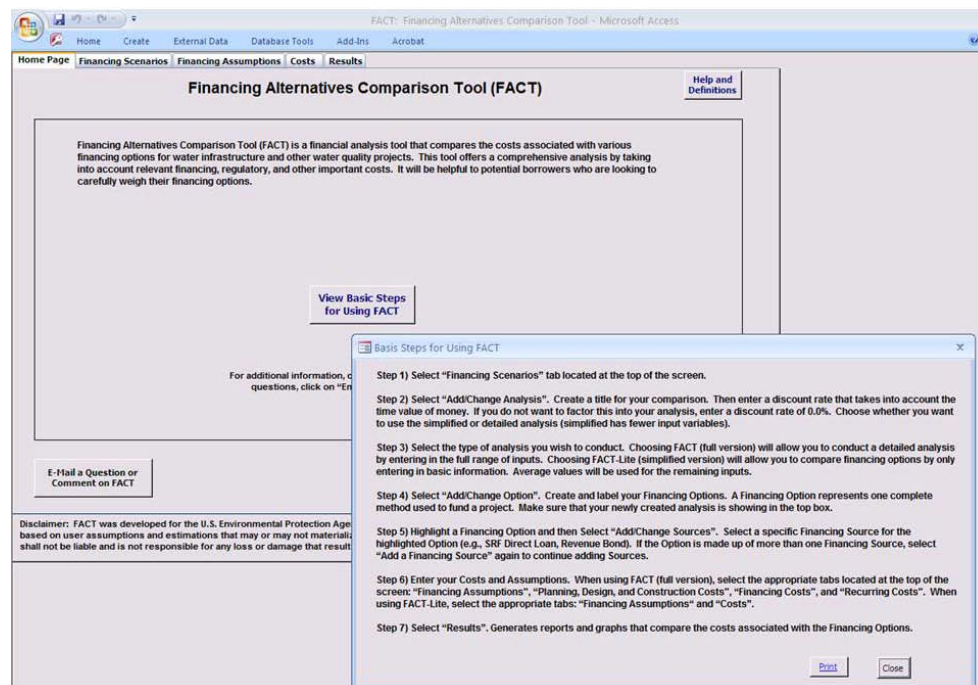 FACT: Financing Alternatives Comparison Tool - Microsoft Access
Home Create External Data Database Tools Add-Ins Acrobat
Home Page Financing Scenarios Financing Assumptions Costs Results
Financing Alternatives Comparison Tool (FACT)
Help and
Definitions
Financing Alternatives Comparison Tool (FACT) is a financial analysis tool that compares the costs associated with various
financing options for water infrastructure and other water quality projects. This tool offers a comprehensive analysis by taking
into account relevant financing, regulatory, and other important costs. It will be helpful to potential borrowers who are looking to
carefully weigh their financing options.
View Basic Steps
for Using FACT
For additional information, c
questions, click on "En
E-Mail a Question or
Comment on FACT
Disclaimer: FACT was developed for the U.S. Environmental Protection Age
based on user assumptions and estimations that may or may not materializ
shall not be liable and is not responsible for any loss or damage that result
Basis Steps for Using FACT
Step 1) Select "Financing Scenarios" tab located at the top of the screen.
Step 2) Select "Add/Change Analysis". Create a title for your comparison. Then enter a discount rate that takes into account the
time value of money. If you do not want to factor this into your analysis, enter a discount rate of 0.0%. Choose whether you want
to use the simplified or detailed analysis (simplified has fewer input variables).
Step 3) Select the type of analysis you wish to conduct. Choosing FACT (full version) will allow you to conduct a detailed analysis
by entering in the full range of inputs. Choosing FACT-Lite (simplified version) will allow you to compare financing options by only
entering in basic information. Average values will be used for the remaining inputs.
Step 4) Select "Add/Change Option". Create and label your Financing Options. A Financing Option represents one complete
method used to fund a project. Make sure that your newly created analysis is showing in the top box.
Step 5) Highlight a Financing Option and then Select "Add/Change Sources". Select a specific Financing Source for the
highlighted Option (e.g., SRF Direct Loan, Revenue Bond). If the Option is made up of more than one Financing Source, select
"Add a Financing Source" again to continue adding Sources.
Step 6) Enter your Costs and Assumptions. When using FACT (full version), select the appropriate tabs located at the top of the
screen: "Financing Assumptions", "Planning, Design, and Construction Costs", "Financing Costs", and "Recurring Costs". When
using FACT-Lite, select the appropriate tabs: "Financing Assumptions" and "Costs".
Step 7) Select "Results". Generates reports and graphs that compare the costs associated with the Financing Options.
Print Close